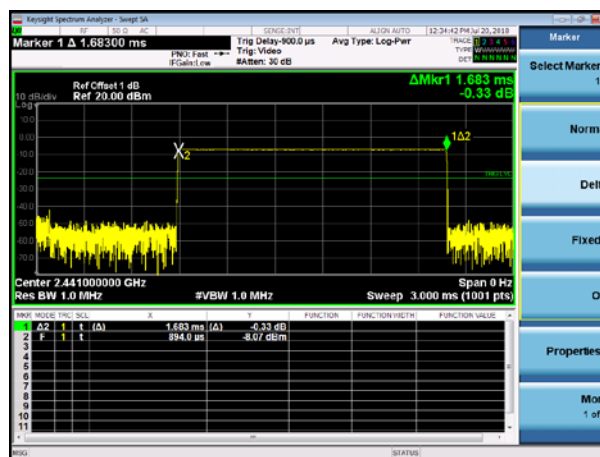 Keysight Spectrum Analyzer - Swept SA
RF 50 Ω AC SENSE:INT ALIGN AUTO 12:34:42 PM Jul 20, 2018
Marker 1 Δ 1.68300 ms
PNO: Fast
IFGain:Low
Trig Delay-900.0 µs
Trig: Video
#Atten: 30 dB
Avg Type: Log-Pwr
TRACE 1 2 3 4 5 6
TYPE
DET N N N N N N
Marker
Select Marker
1
Norm
Delt
Fixed
O
Properties
Mor
1 of
10 dB/div
Log
Ref Offset 1 dB
Ref 20.00 dBm
ΔMkr1 1.683 ms
-0.33 dB
10.0
0.00
-10.0
-20.0
-30.0
-40.0
-50.0
-60.0
-70.0
2
1Δ2
Center 2.441000000 GHz
Span 0 Hz
Res BW 1.0 MHz
#VBW 1.0 MHz
Sweep 3.000 ms (1001 pts)
MKR MODE TRC SCL X Y FUNCTION FUNCTION WIDTH FUNCTION VALUE
1 Δ2 1 t (Δ) 1.683 ms (Δ) -0.33 dB
2 F 1 t 894.0 µs -8.07 dBm
3
4
5
6
7
8
9
10
11
MSG STATUS